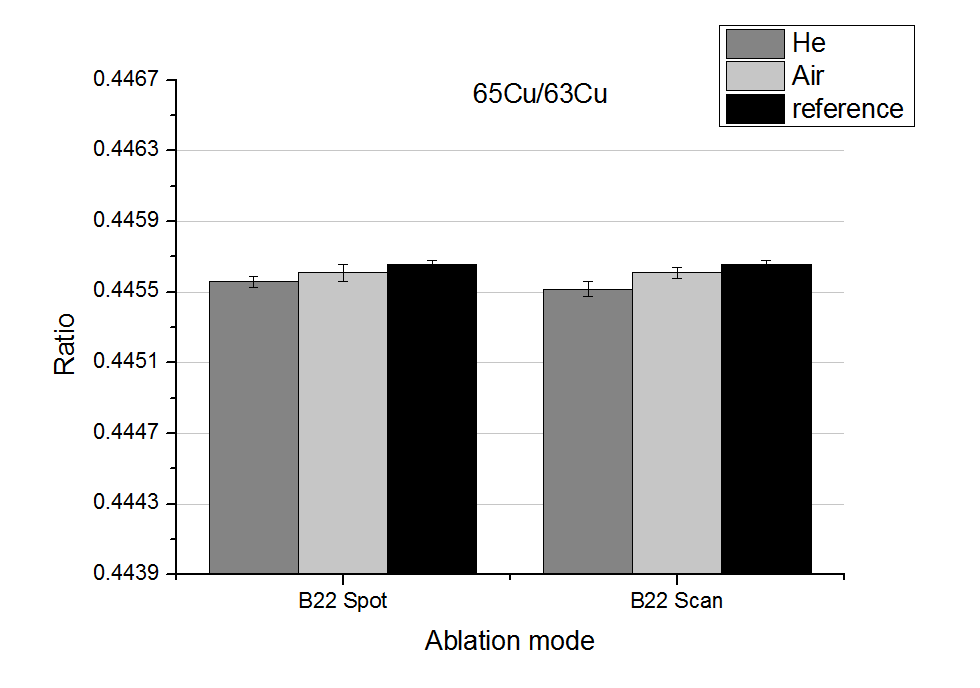 He
Air
reference
65Cu/63Cu
0.4467
0.4463
0.4459
0.4455
0.4451
0.4447
0.4443
0.4439
Ratio
B22 Spot
B22 Scan
Ablation mode